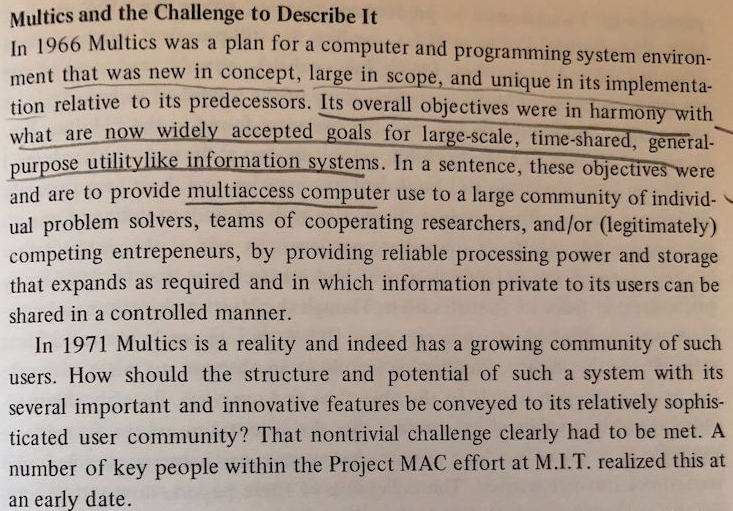 Multics and the Challenge to Describe It
In 1966 Multics was a plan for a computer and programming system environ-
ment that was new in concept, large in scope, and unique in its implementa-
tion relative to its predecessors. Its overall objectives were in harmony with
what are now widely accepted goals for large-scale, time-shared, general-
purpose utilitylike information systems. In a sentence, these objectives were
and are to provide multiaccess computer use to a large community of individ-
ual problem solvers, teams of cooperating researchers, and/or (legitimately)
competing entrepeneurs, by providing reliable processing power and storage
that expands as required and in which information private to its users can be
shared in a controlled manner.
In 1971 Multics is a reality and indeed has a growing community of such
users. How should the structure and potential of such a system with its
several important and innovative features be conveyed to its relatively sophis-
ticated user community? That nontrivial challenge clearly had to be met. A
number of key people within the Project MAC effort at M.I.T. realized this at
an early date.